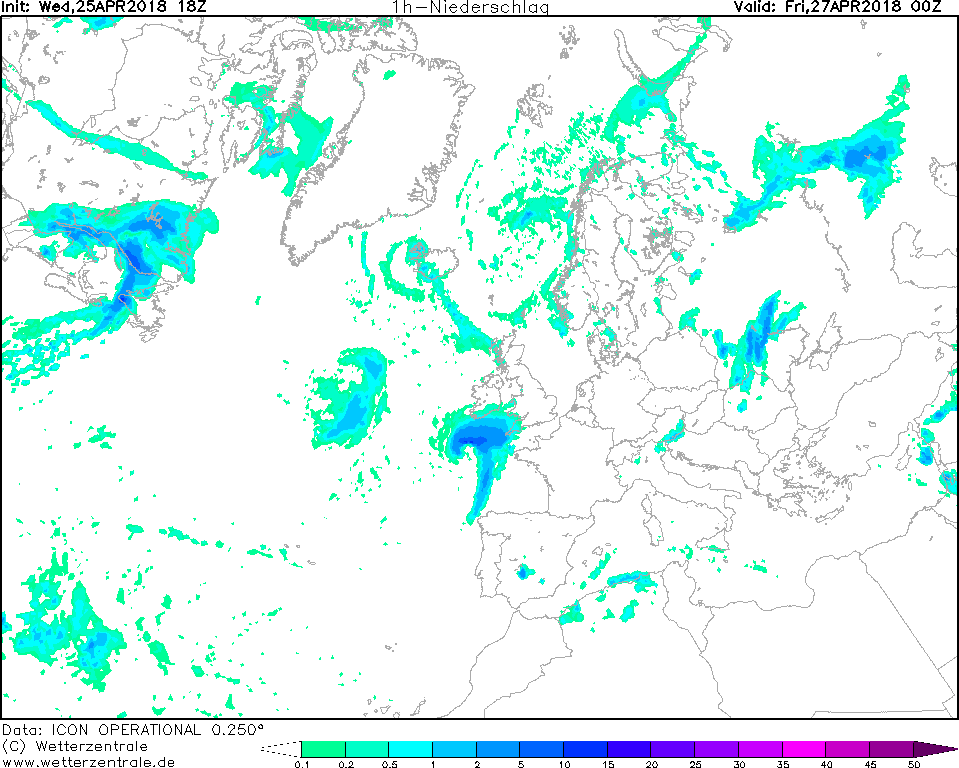 Init: Wed,25APR2018 18Z 1h-Niederschlag Valid: Fri,27APR2018 00Z
Data: ICON OPERATIONAL 0.250°
(C) Wetterzentrale
www.wetterzentrale.de
0.1 0.2 0.5 1 2 5 10 15 20 25 30 35 40 45 50